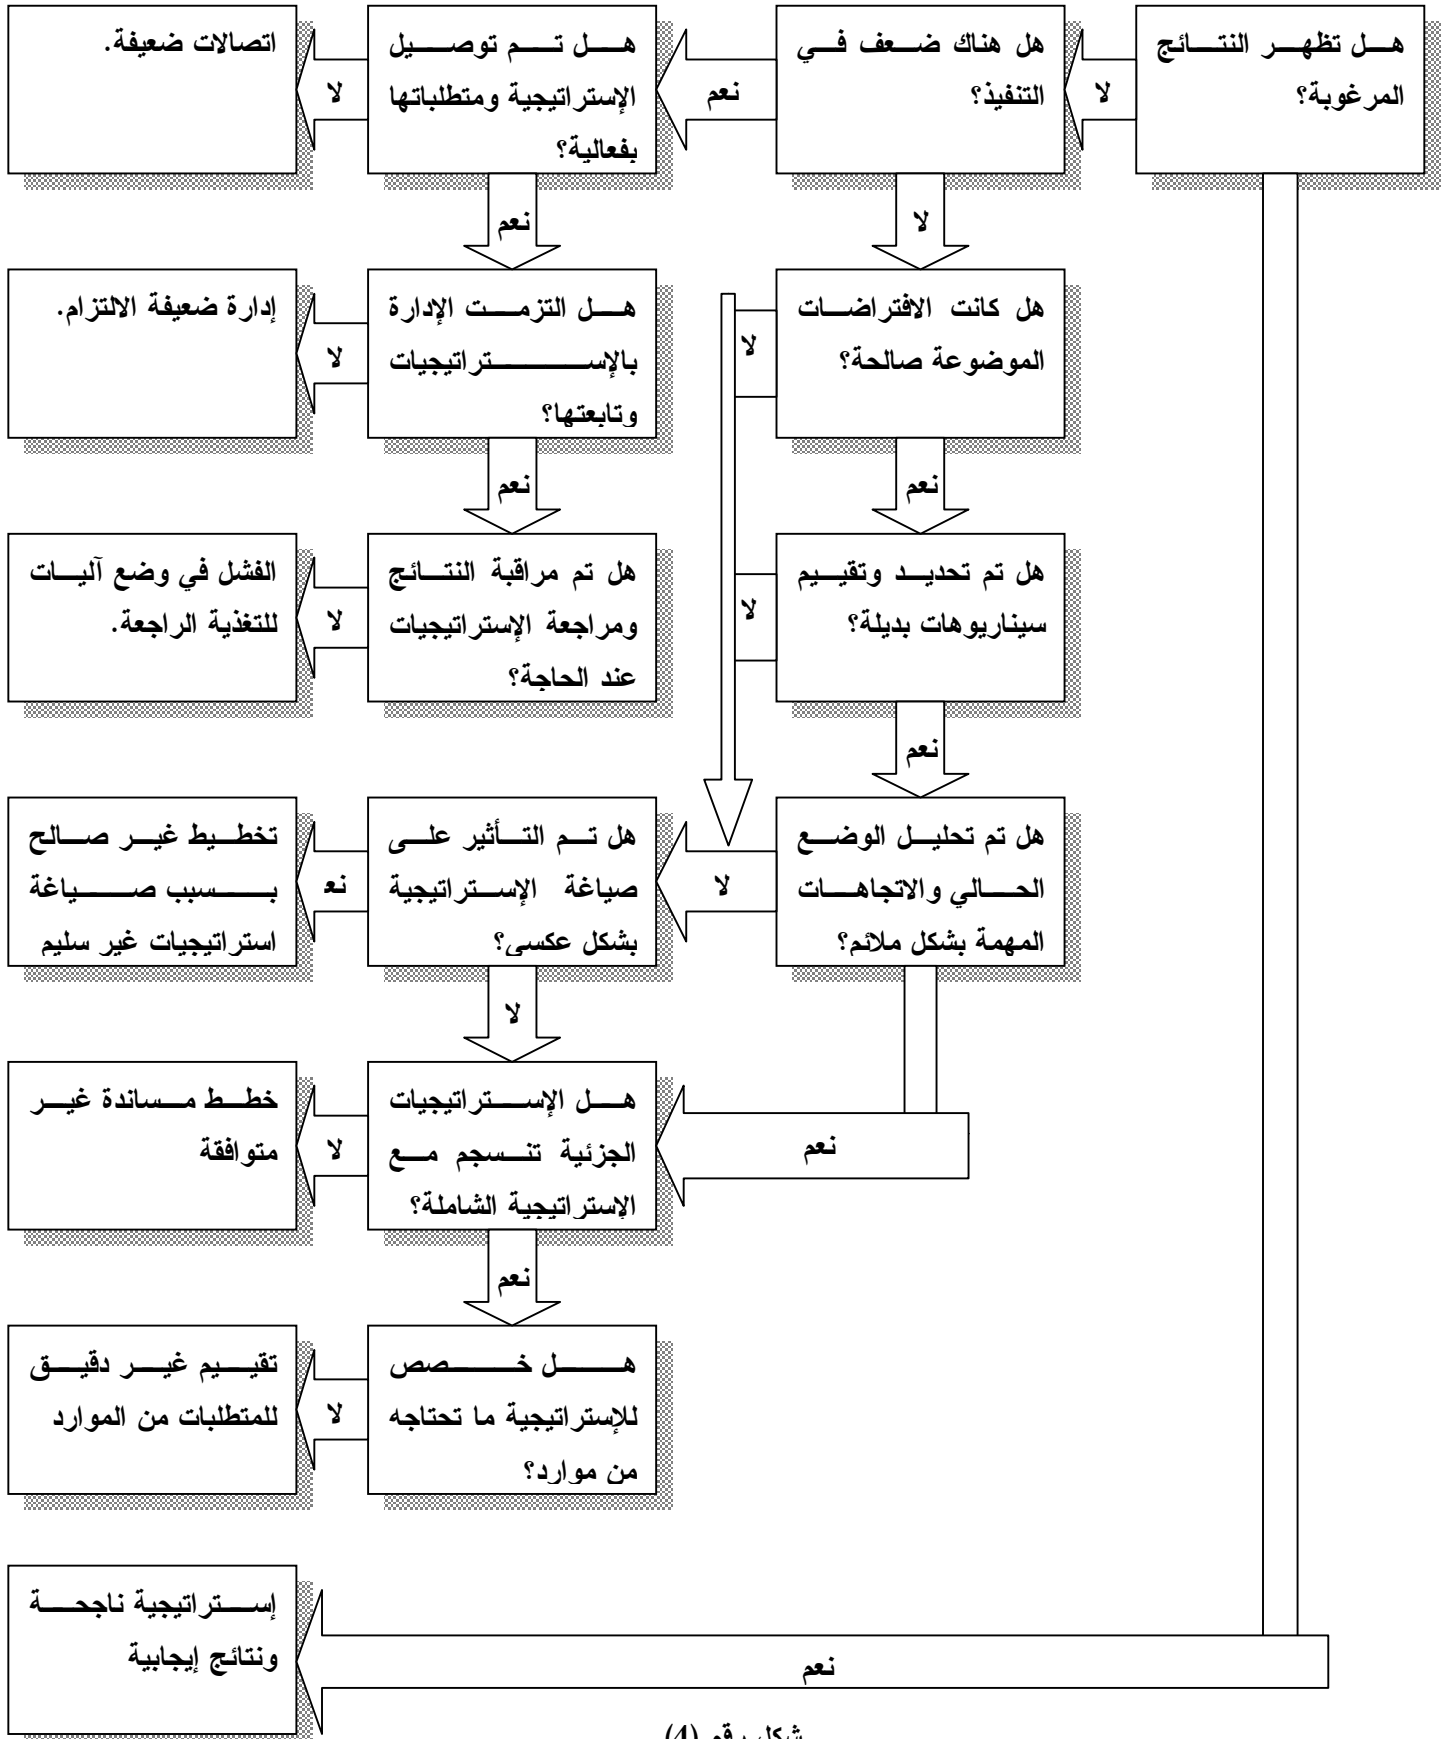 هل تظهر النتائج
المرغوبة؟
لا
هل هناك ضعف في
التنفيذ؟
نعم
هل تم توصيل
الإستراتيجية ومتطلباتها
بفعالية؟
لا
اتصالات ضعيفة.
لا
نعم
هل كانت الافتراضات
الموضوعة صالحة؟
لا
هل التزمت الإدارة
بالإستراتيجيات
وتابعتها؟
لا
إدارة ضعيفة الالتزام.
نعم
نعم
هل تم تحديد وتقييم
سيناريوهات بديلة؟
لا
هل تم مراقبة النتائج
ومراجعة الإستراتيجيات
عند الحاجة؟
لا
الفشل في وضع آليات
للتغذية الراجعة.
نعم
هل تم تحليل الوضع
الحالي والاتجاهات
المهمة بشكل ملائم؟
لا
هل تم التأثير على
صياغة الإستراتيجية
بشكل عكسي؟
نع
تخطيط غير صالح
بسبب صياغة
استراتيجيات غير سليم
لا
نعم
هل الإستراتيجيات
الجزئية تنسجم مع
الإستراتيجية الشاملة؟
لا
خطط مساندة غير
متوافقة
نعم
هل خصص
للإستراتيجية ما تحتاجه
من موارد؟
لا
تقييم غير دقيق
للمتطلبات من الموارد
نعم
إستراتيجية ناجحة
ونتائج إيجابية
شكل رقم (4)